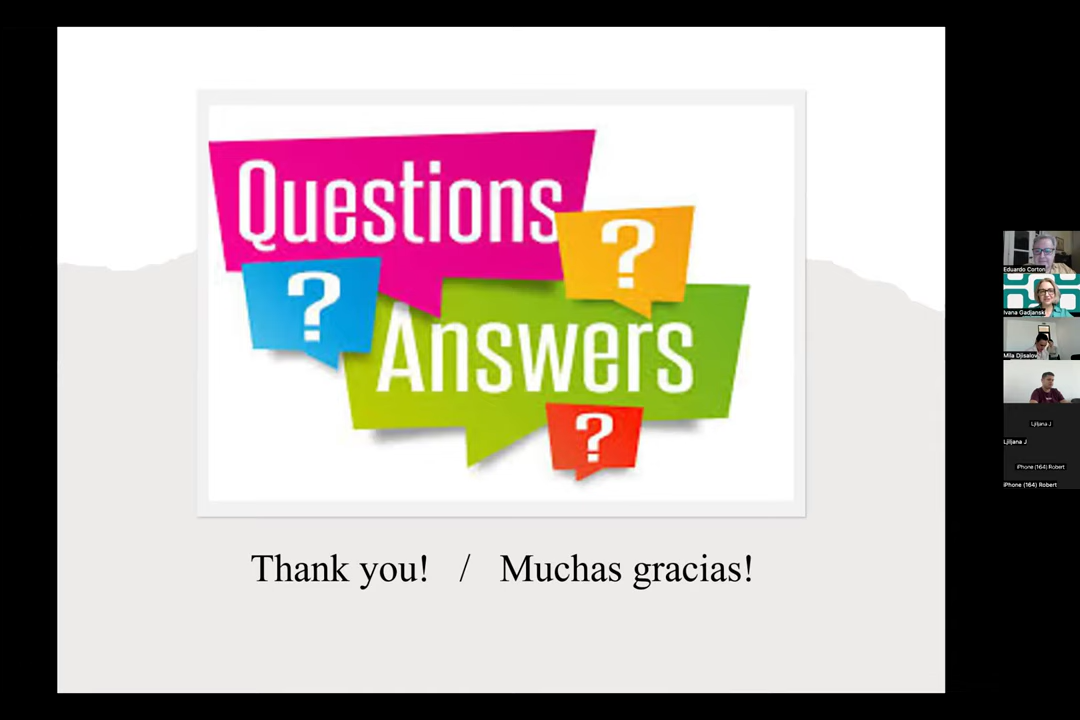 Questions
?
?
Answers
?
Thank you! / Muchas gracias!
Eduardo Corton
Ivana Gadjanski
Mila Djisalov
Ljiljana J
Ljiljana J
iPhone (164) Robert
iPhone (164) Robert